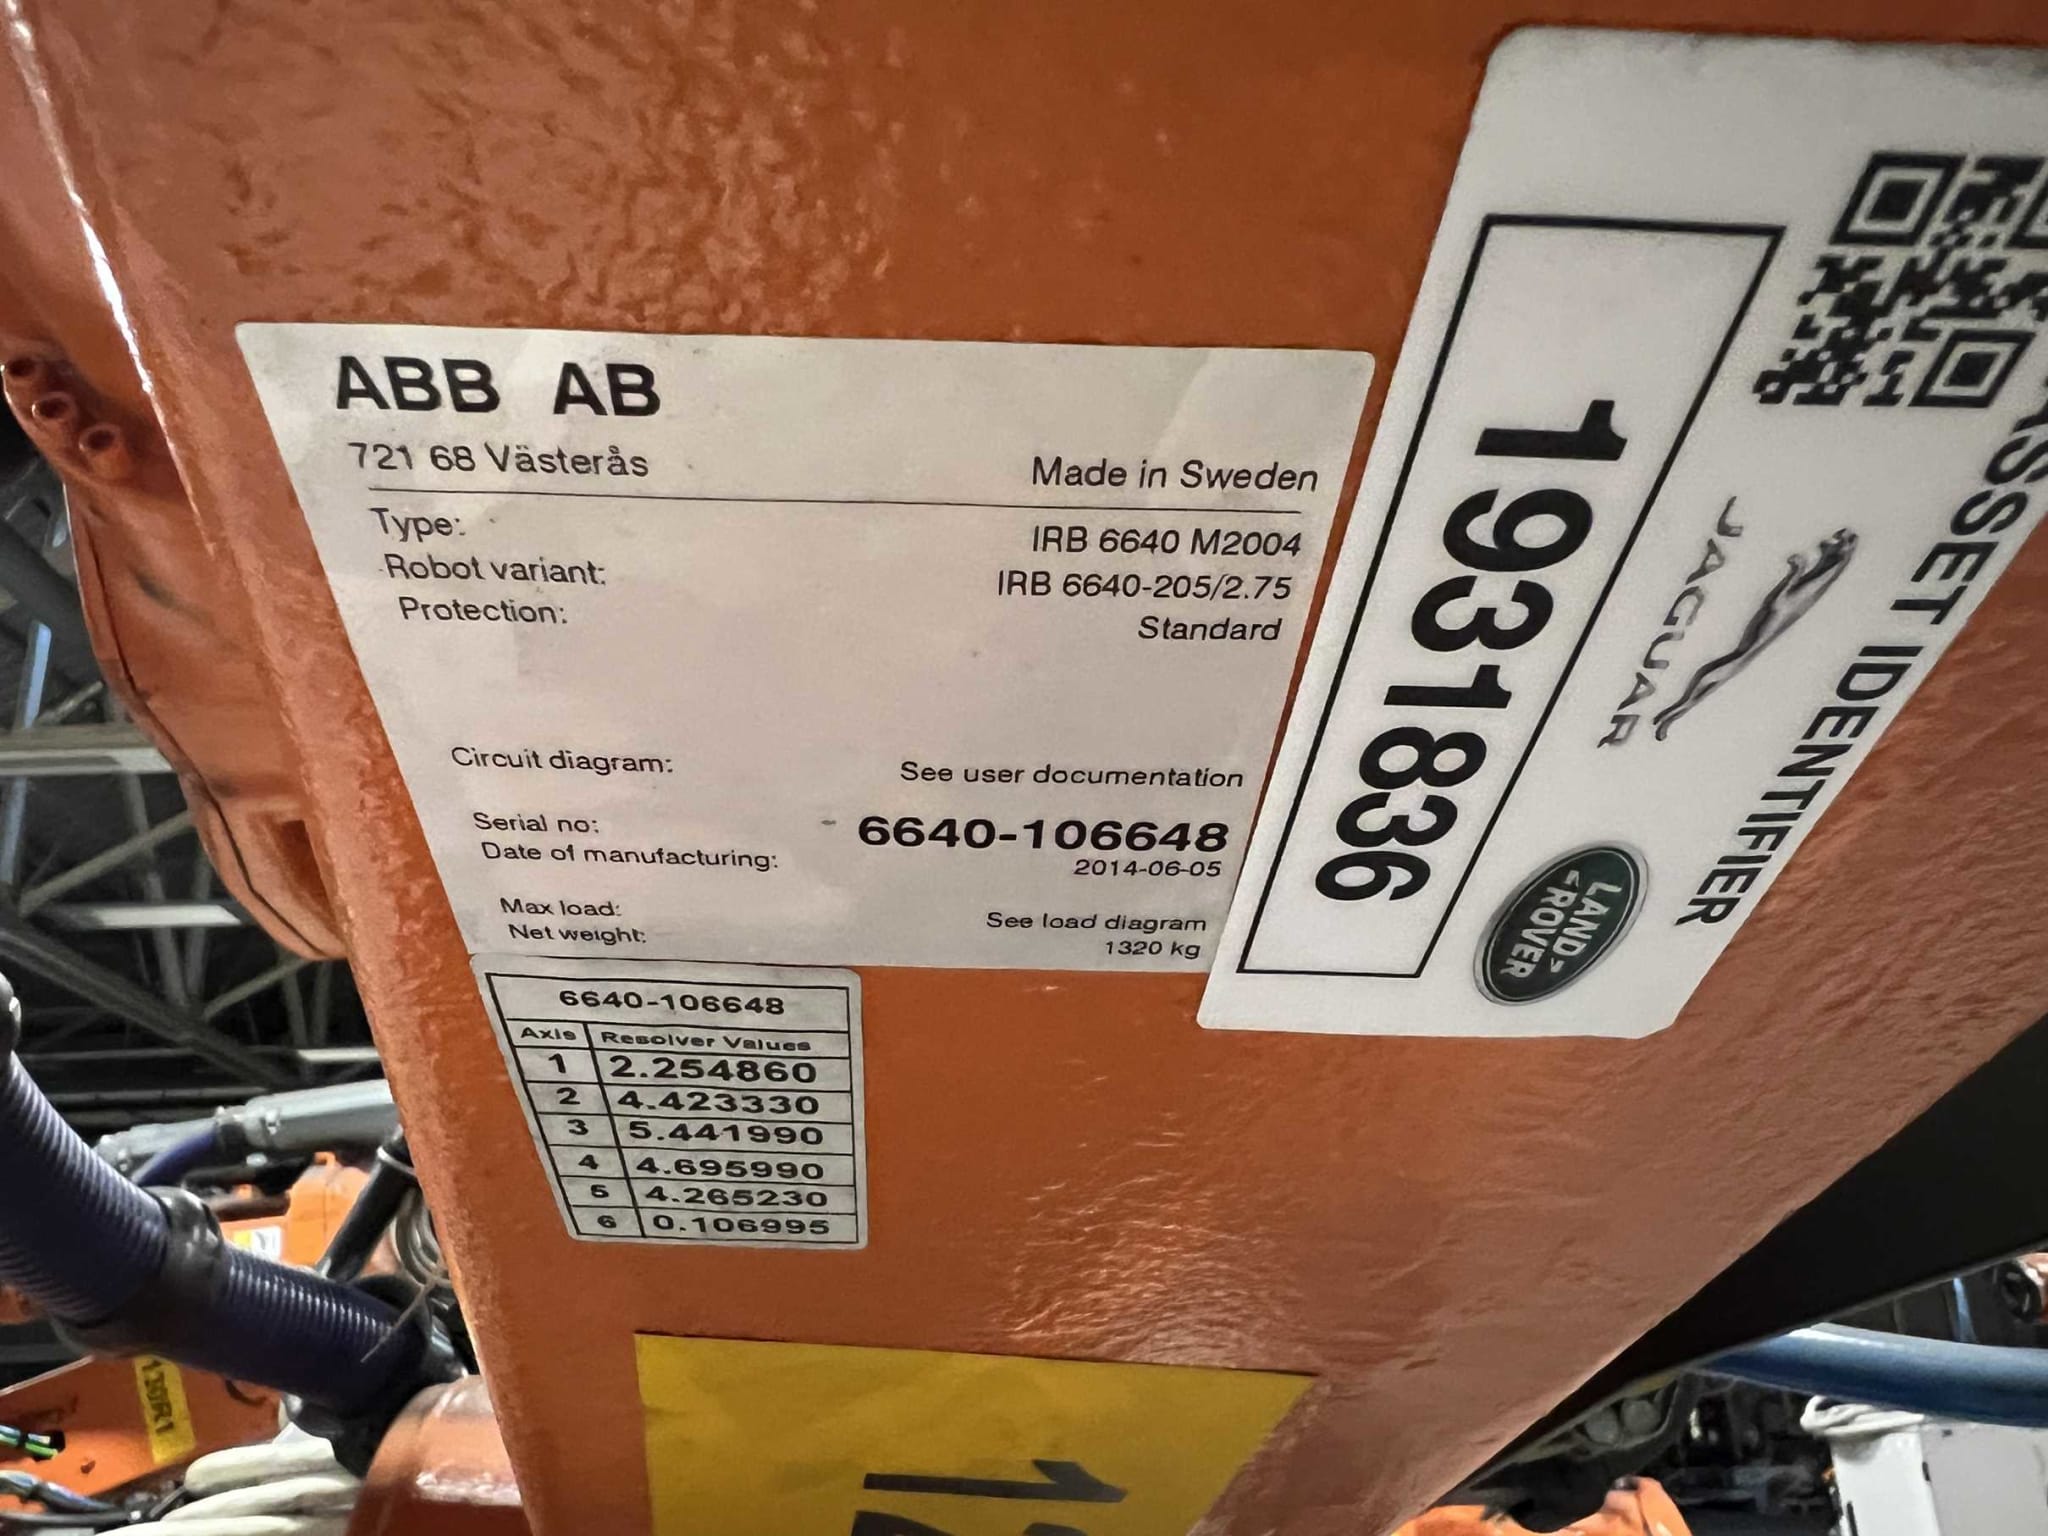 ABB AB
721 68 Västerås
Made in Sweden
Type: IRB 6640 M2004
Robot variant: IRB 6640-205/2.75
Protection: Standard
Circuit diagram: See user documentation
Serial no: 6640-106648
Date of manufacturing: 2014-06-05
Max load: See load diagram
Net weight: 1320 kg
6640-106648
Axis Resolver Values
1 2.254860
2 4.423330
3 5.441990
4 4.695990
5 4.265230
6 0.106995
ASSET IDENTIFIER
JAGUAR
LAND ROVER
1931836
12
130R1